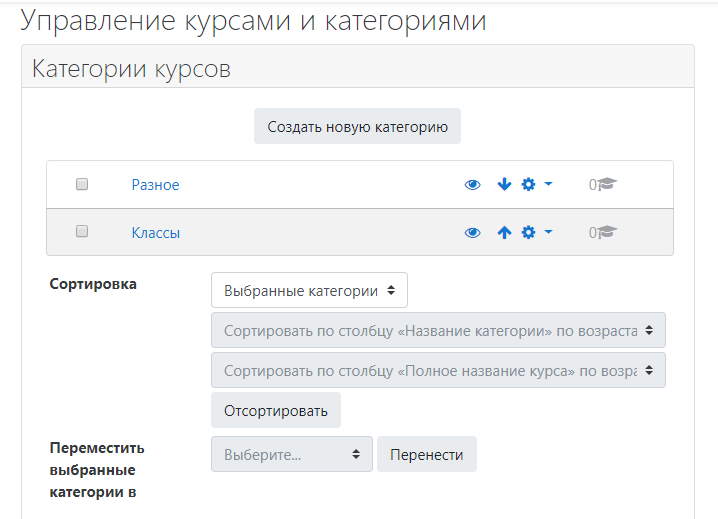 Управление курсами и категориями
Категории курсов
Создать новую категорию
Разное 0
Классы 0
Сортировка Выбранные категории
Сортировать по столбцу «Название категории» по возраста
Сортировать по столбцу «Полное название курса» по возра
Отсортировать
Переместить Выберите... Перенести
выбранные
категории в